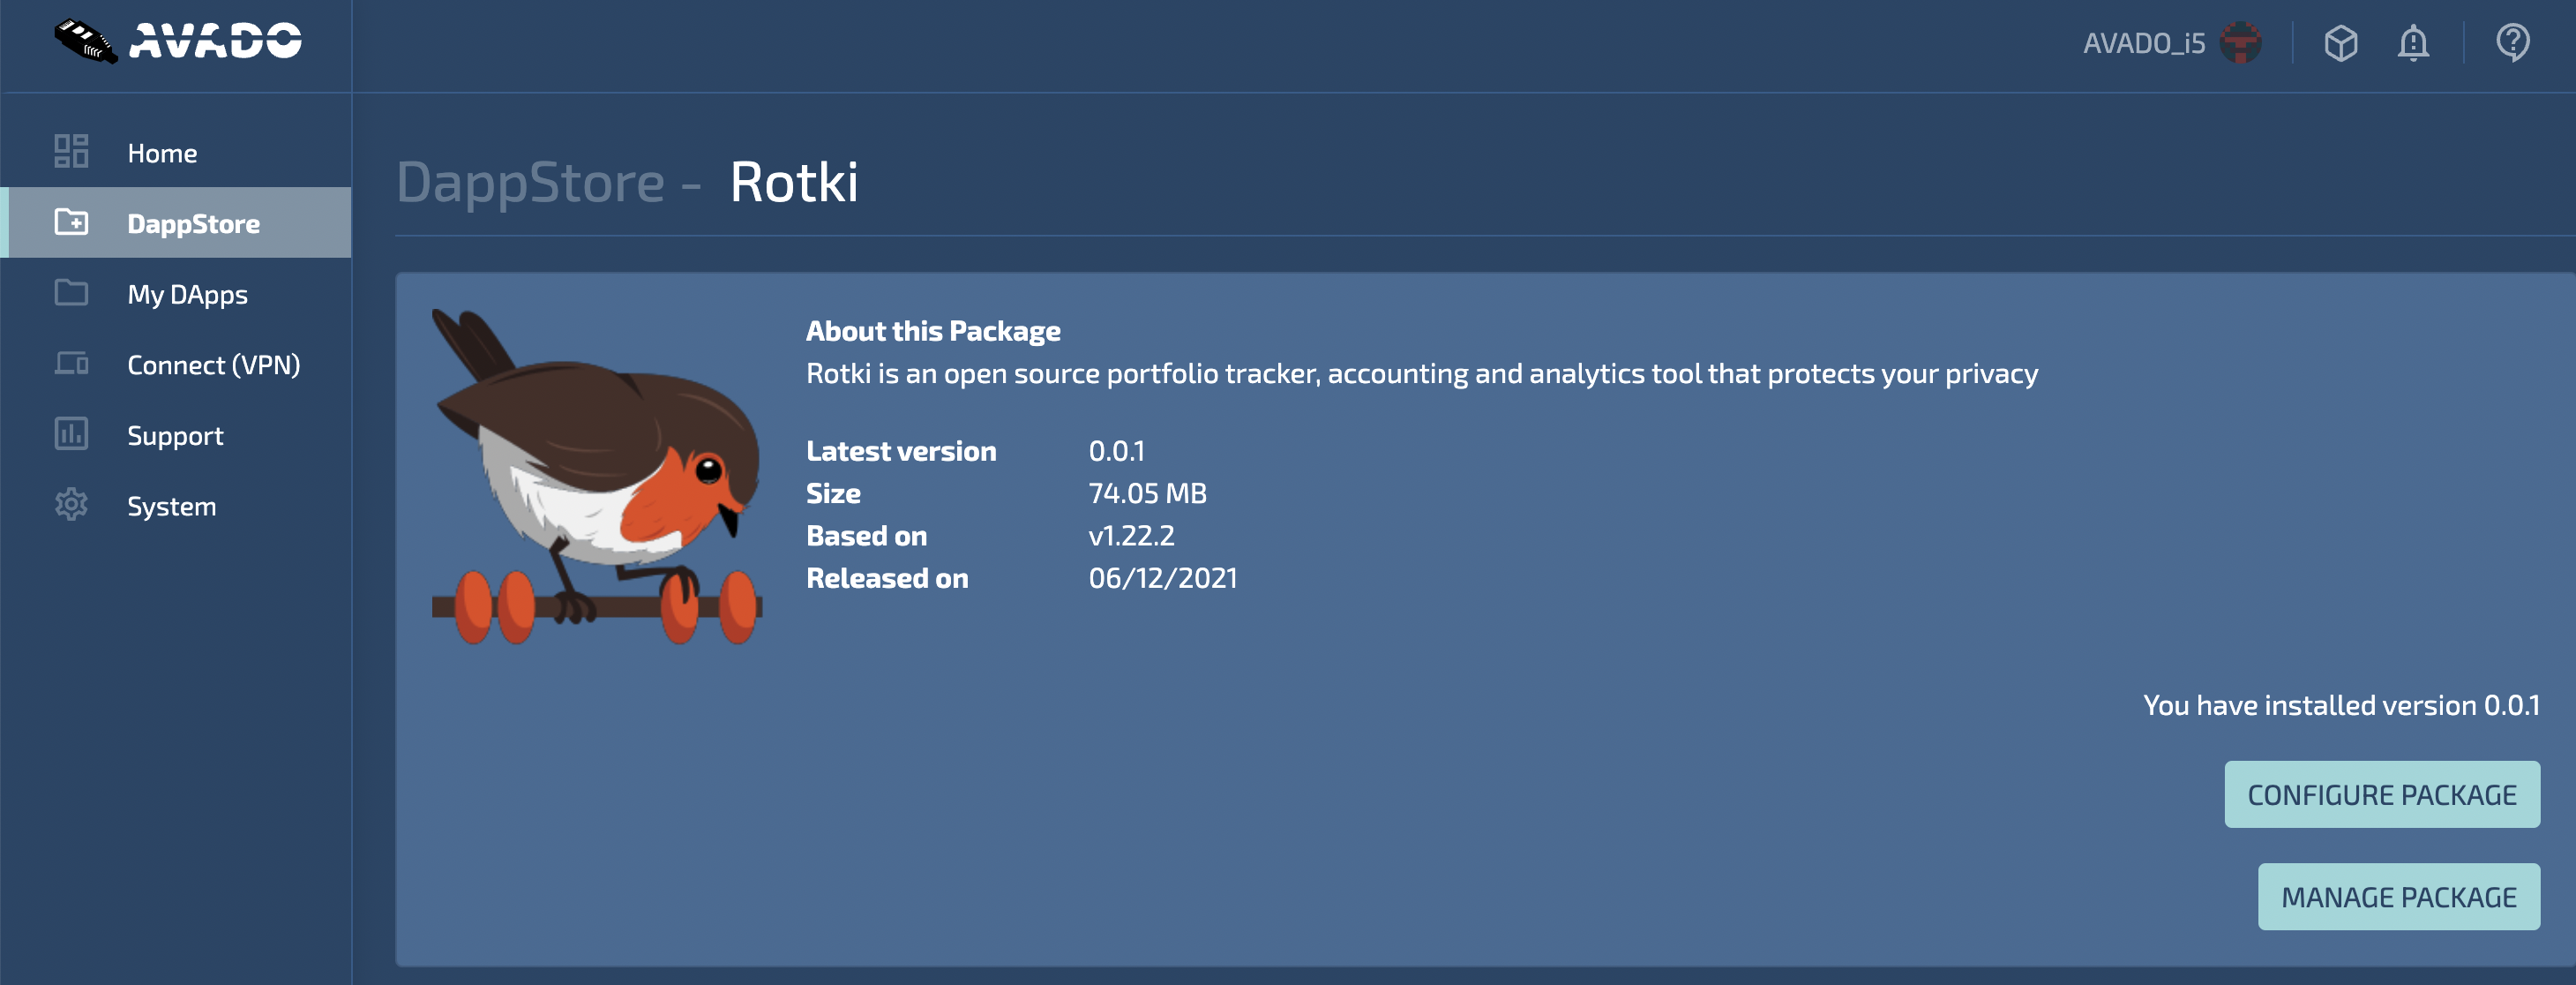 AVADO
AVADO_i5
Home
DappStore
My DApps
Connect (VPN)
Support
System
DappStore - Rotki
About this Package
Rotki is an open source portfolio tracker, accounting and analytics tool that protects your privacy
Latest version 0.0.1
Size 74.05 MB
Based on v1.22.2
Released on 06/12/2021
You have installed version 0.0.1
CONFIGURE PACKAGE
MANAGE PACKAGE